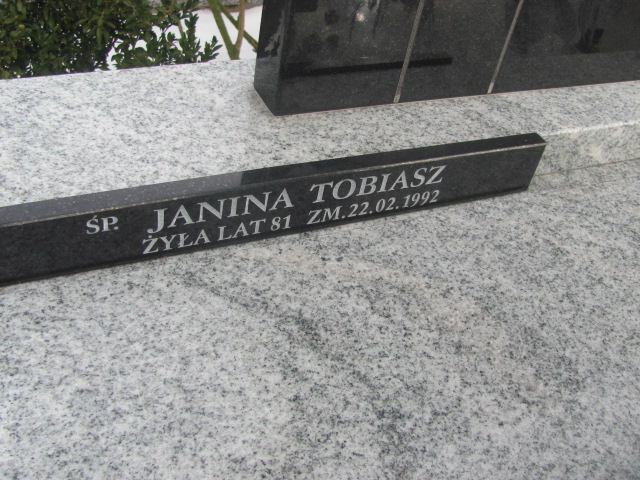 ŚP. JANINA TOBIASZ
ŻYŁA LAT 81 ZM.22.02.1992